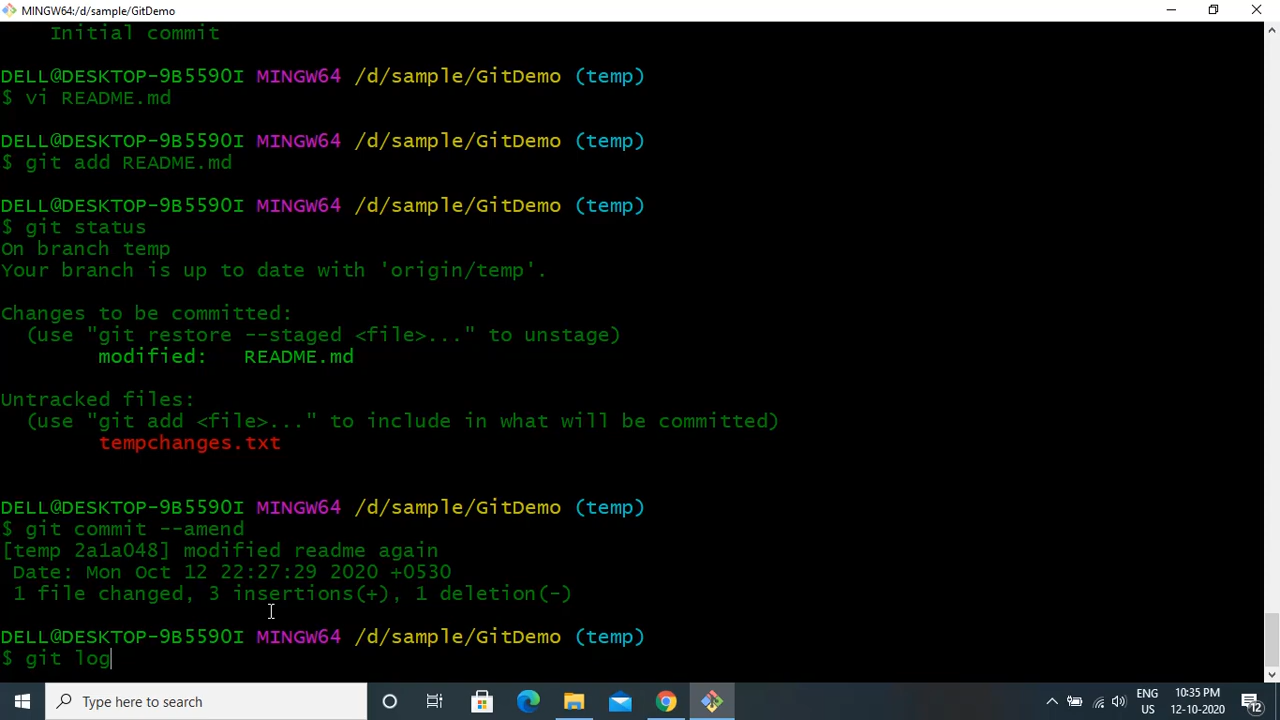 MINGW64:/d/sample/GitDemo
Initial commit
DELL@DESKTOP-9B5590I MINGW64 /d/sample/GitDemo (temp)
$ vi README.md
DELL@DESKTOP-9B5590I MINGW64 /d/sample/GitDemo (temp)
$ git add README.md
DELL@DESKTOP-9B5590I MINGW64 /d/sample/GitDemo (temp)
$ git status
On branch temp
Your branch is up to date with 'origin/temp'.
Changes to be committed:
(use "git restore --staged <file>..." to unstage)
modified: README.md
Untracked files:
(use "git add <file>..." to include in what will be committed)
tempchanges.txt
DELL@DESKTOP-9B5590I MINGW64 /d/sample/GitDemo (temp)
$ git commit --amend
[temp 2a1a048] modified readme again
Date: Mon Oct 12 22:27:29 2020 +0530
1 file changed, 3 insertions(+), 1 deletion(-)
DELL@DESKTOP-9B5590I MINGW64 /d/sample/GitDemo (temp)
$ git log
Type here to search
ENG
US
10:35 PM
12-10-2020
12